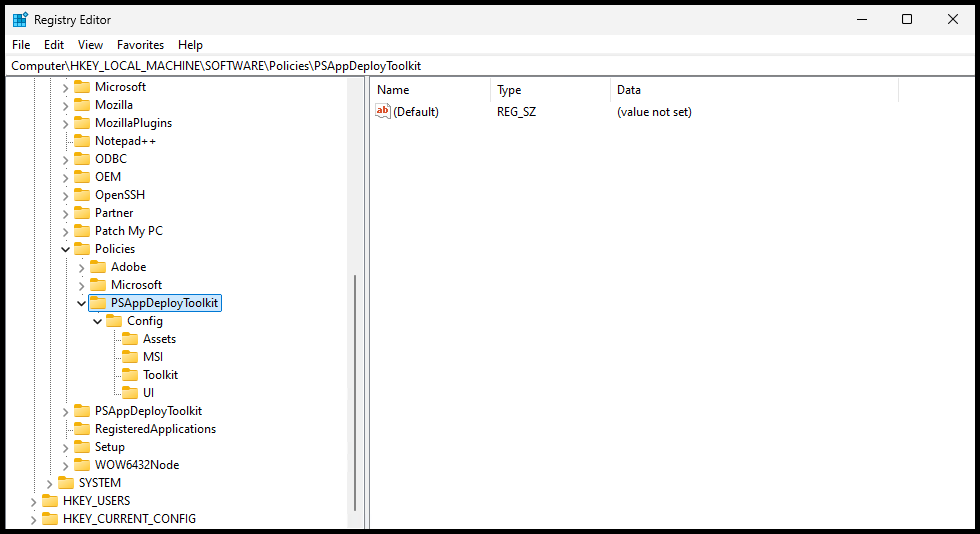 Registry Editor
File Edit View Favorites Help
Computer\HKEY_LOCAL_MACHINE\SOFTWARE\Policies\PSAppDeployToolkit
Microsoft
Mozilla
MozillaPlugins
Notepad++
ODBC
OEM
OpenSSH
Partner
Patch My PC
Policies
Adobe
Microsoft
PSAppDeployToolkit
Config
Assets
MSI
Toolkit
UI
PSAppDeployToolkit
RegisteredApplications
Setup
WOW6432Node
SYSTEM
HKEY_USERS
HKEY_CURRENT_CONFIG
Name Type Data
ab (Default) REG_SZ (value not set)